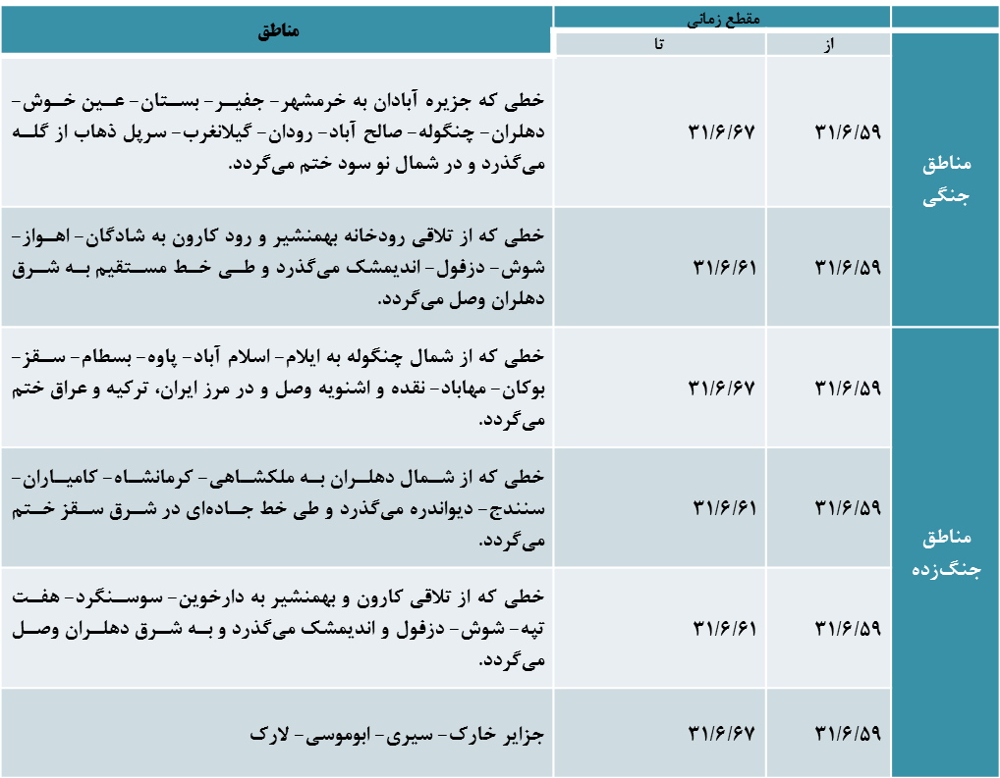 مقطع زمانی
مناطق
از
تا
مناطق
جنگی
۳۱/۶/۵۹
۳۱/۶/۶۷
خطی که جزیره آبادان به خرمشهر- جفیر- بستان- عین خوش-
دهلران- چنگوله- صالح آباد- رودان- گیلانغرب- سرپل ذهاب از گله
می‌گذرد و در شمال نو سود ختم می‌گردد.
۳۱/۶/۵۹
۳۱/۶/۶۱
خطی که از تلاقی رودخانه بهمنشیر و رود کارون به شادگان- اهواز-
شوش- دزفول- اندیمشک می‌گذرد و طی خط مستقیم به شرق
دهلران وصل می‌گردد.
مناطق
جنگ‌زده
۳۱/۶/۵۹
۳۱/۶/۶۷
خطی که از شمال چنگوله به ایلام- اسلام آباد- پاوه- بسطام- سقز-
بوکان- مهاباد- نقده و اشنویه وصل و در مرز ایران، ترکیه و عراق ختم
می‌گردد.
۳۱/۶/۵۹
۳۱/۶/۶۱
خطی که از شمال دهلران به ملکشاهی- کرمانشاه- کامیاران-
سنندج- دیواندره می‌گذرد و طی خط جاده‌ای در شرق سقز ختم
می‌گردد.
۳۱/۶/۵۹
۳۱/۶/۶۱
خطی که از تلاقی کارون و بهمنشیر به دارخوین- سوسنگرد- هفت
تپه- شوش- دزفول و اندیمشک می‌گذرد و به شرق دهلران وصل
می‌گردد.
۳۱/۶/۵۹
۳۱/۶/۶۷
جزایر خارک- سیری- ابوموسی- لارک